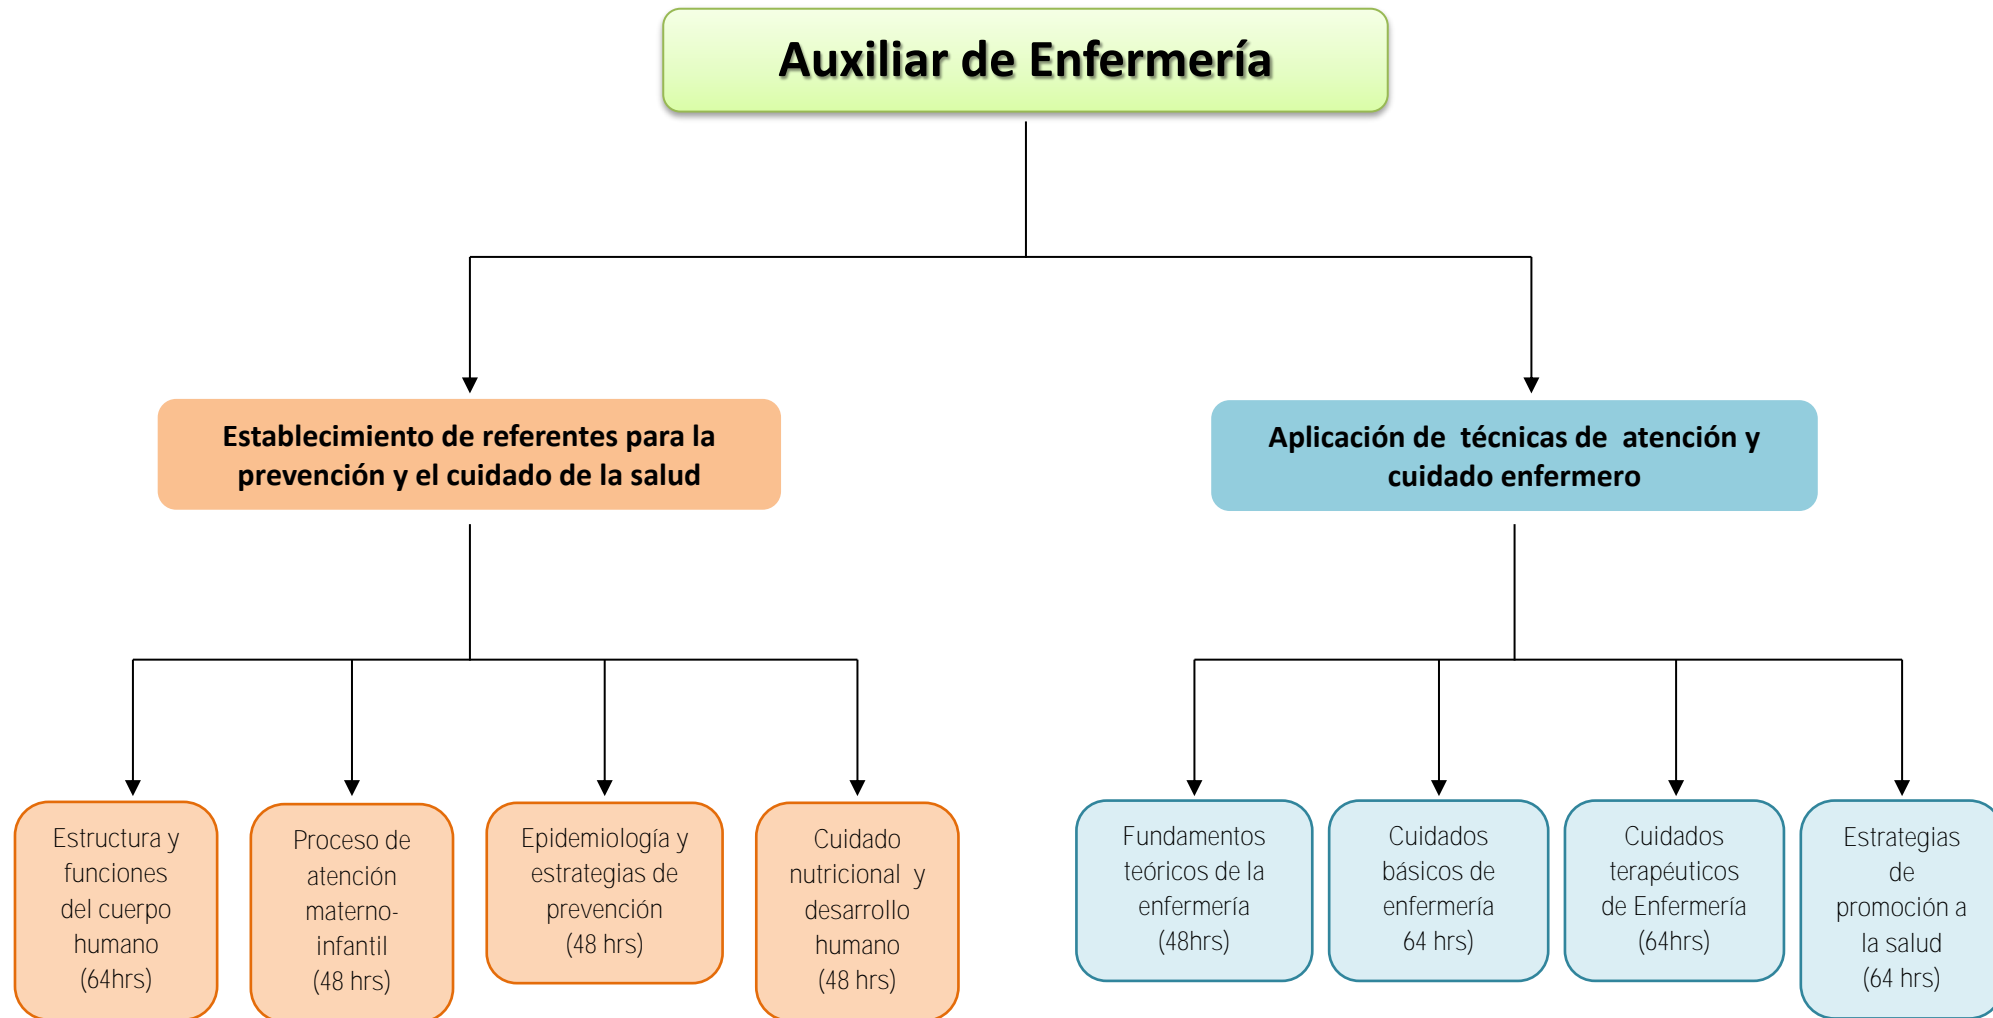 Auxiliar de Enfermería
Establecimiento de referentes para la
prevención y el cuidado de la salud
Aplicación de técnicas de atención y
cuidado enfermero
Estructura y
funciones
del cuerpo
humano
(64hrs)
Proceso de
atención
materno-
infantil
(48 hrs)
Epidemiología y
estrategias de
prevención
(48 hrs)
Cuidado
nutricional y
desarrollo
humano
(48 hrs)
Fundamentos
teóricos de la
enfermería
(48hrs)
Cuidados
básicos de
enfermería
64 hrs)
Cuidados
terapéuticos
de Enfermería
(64hrs)
Estrategias
de
promoción a
la salud
(64 hrs)